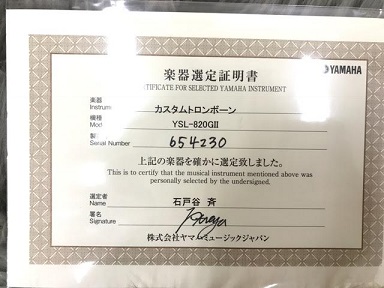 楽器選定証明書
YAMAHA
TIFICATE FOR SELECTED YAMAHA INSTRUMENT
楽器
Instrum
カスタムトロンボーン
機種
Mod
YSL-820GII
製
Serial Number
654230
上記の楽器を確かに選定致しました。
This is to certify that the musical instrument mentioned above was
personally selected by the undersigned.
選定者
Name
石戸谷 斉
署名
Signature
株式会社ヤマハミュージックジャパン